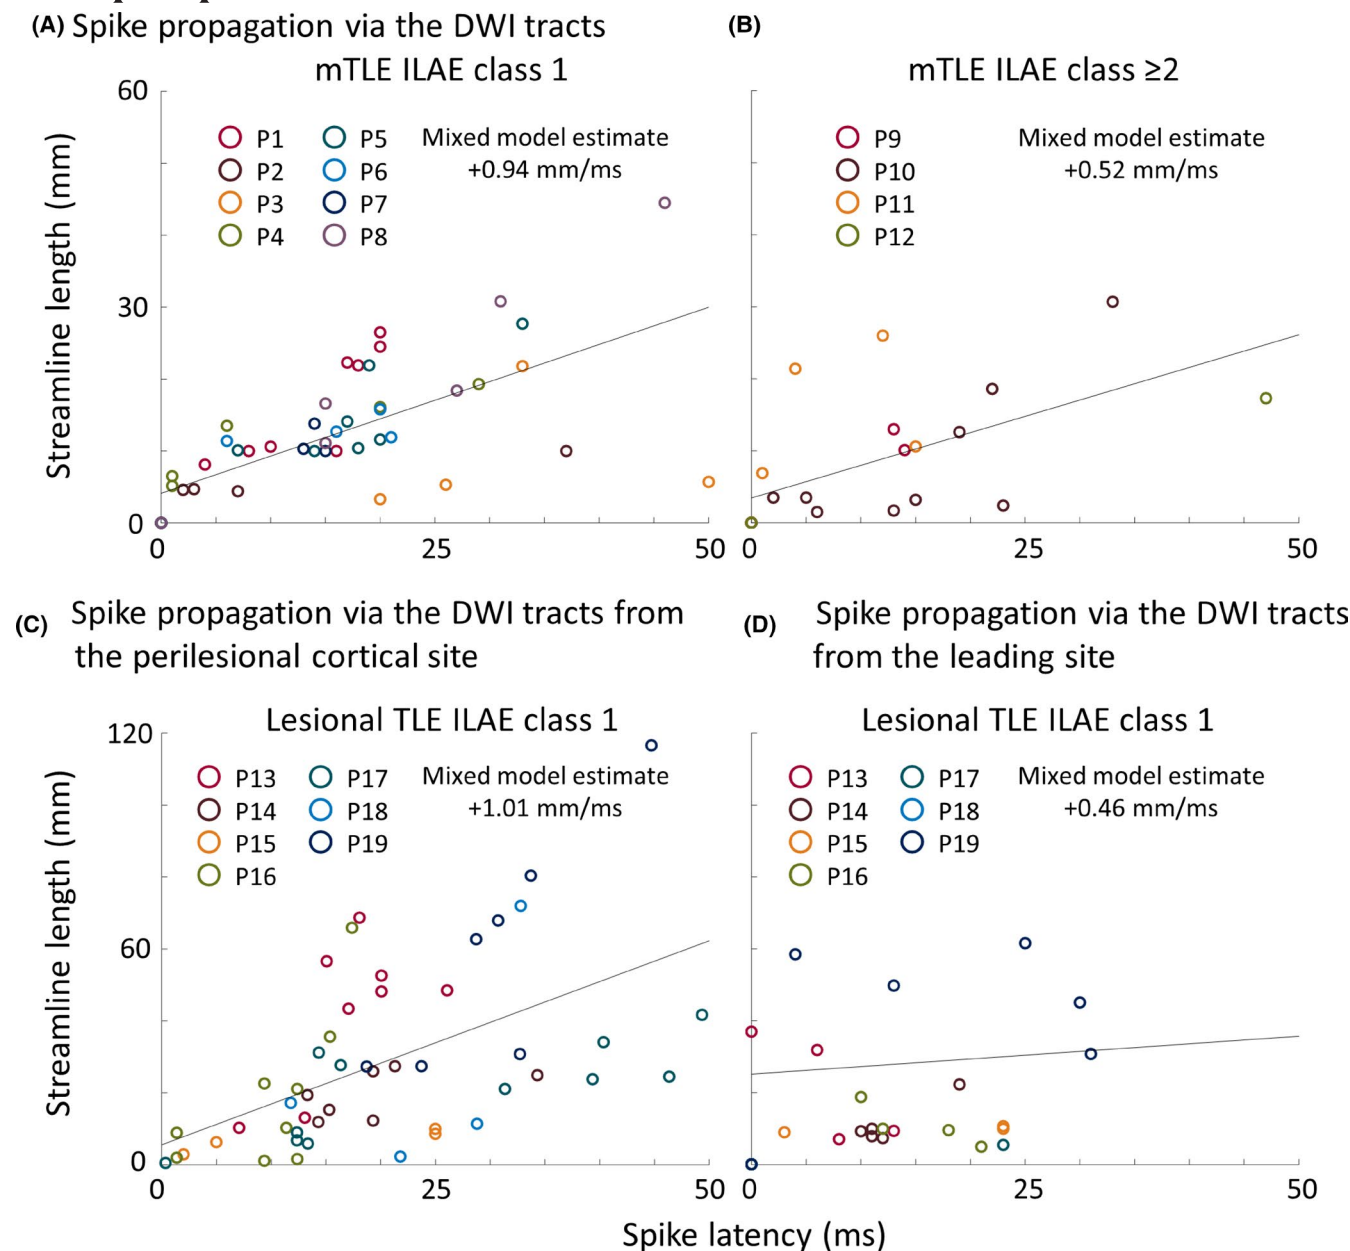 (A) Spike propagation via the DWI tracts
(B)
mTLE ILAE class 1
mTLE ILAE class ≥2
60
30
0
Streamline length (mm)
P1
P2
P3
P4
P5
P6
P7
P8
Mixed model estimate
+0.94 mm/ms
P9
P10
P11
P12
Mixed model estimate
+0.52 mm/ms
0
25
50
0
25
50
(C) Spike propagation via the DWI tracts from
the perilesional cortical site
(D) Spike propagation via the DWI tracts
from the leading site
Lesional TLE ILAE class 1
Lesional TLE ILAE class 1
120
60
0
Streamline length (mm)
P13
P14
P15
P16
P17
P18
P19
Mixed model estimate
+1.01 mm/ms
P13
P14
P15
P16
P17
P18
P19
Mixed model estimate
+0.46 mm/ms
0
25
50
0
25
50
Spike latency (ms)